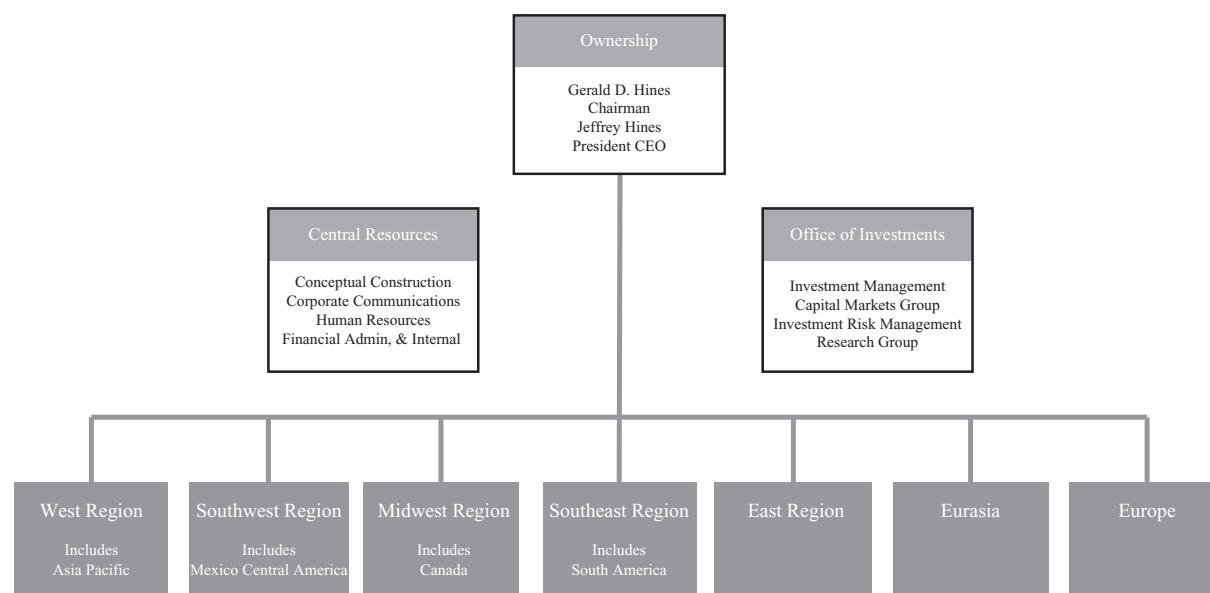 Ownership
Gerald D. Hines
Chairman
Jeffrey Hines
President CEO
Central Resources
Conceptual Construction
Corporate Communications
Human Resources
Financial Admin, & Internal
Office of Investments
Investment Management
Capital Markets Group
Investment Risk Management
Research Group
West Region
Includes
Asia Pacific
Southwest Region
Includes
Mexico Central America
Midwest Region
Includes
Canada
Southeast Region
Includes
South America
East Region
Eurasia
Europe